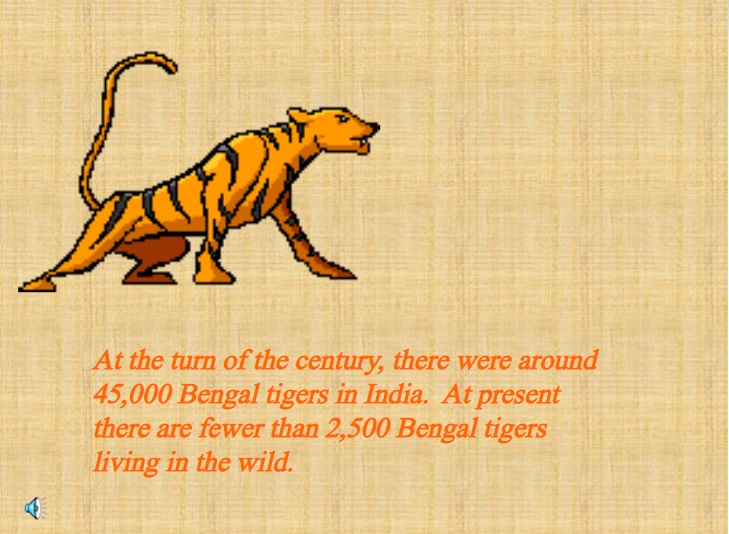 At the turn of the century, there were around
45,000 Bengal tigers in India.  At present
there are fewer than 2,500 Bengal tigers
living in the wild.